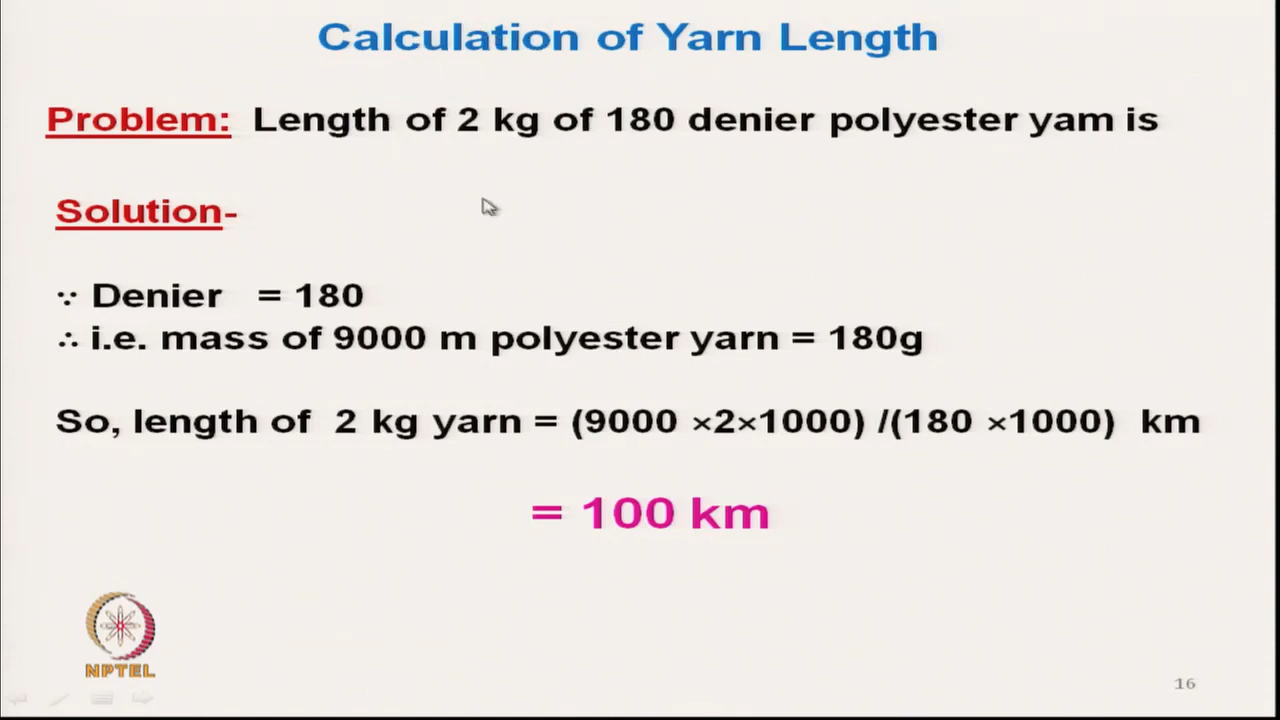 Calculation of Yarn Length
Problem: Length of 2 kg of 180 denier polyester yam is
Solution-
∵ Denier = 180
∴ i.e. mass of 9000 m polyester yarn = 180g
So, length of 2 kg yarn = (9000 ×2×1000) /(180 ×1000) km
= 100 km
NPTEL
16